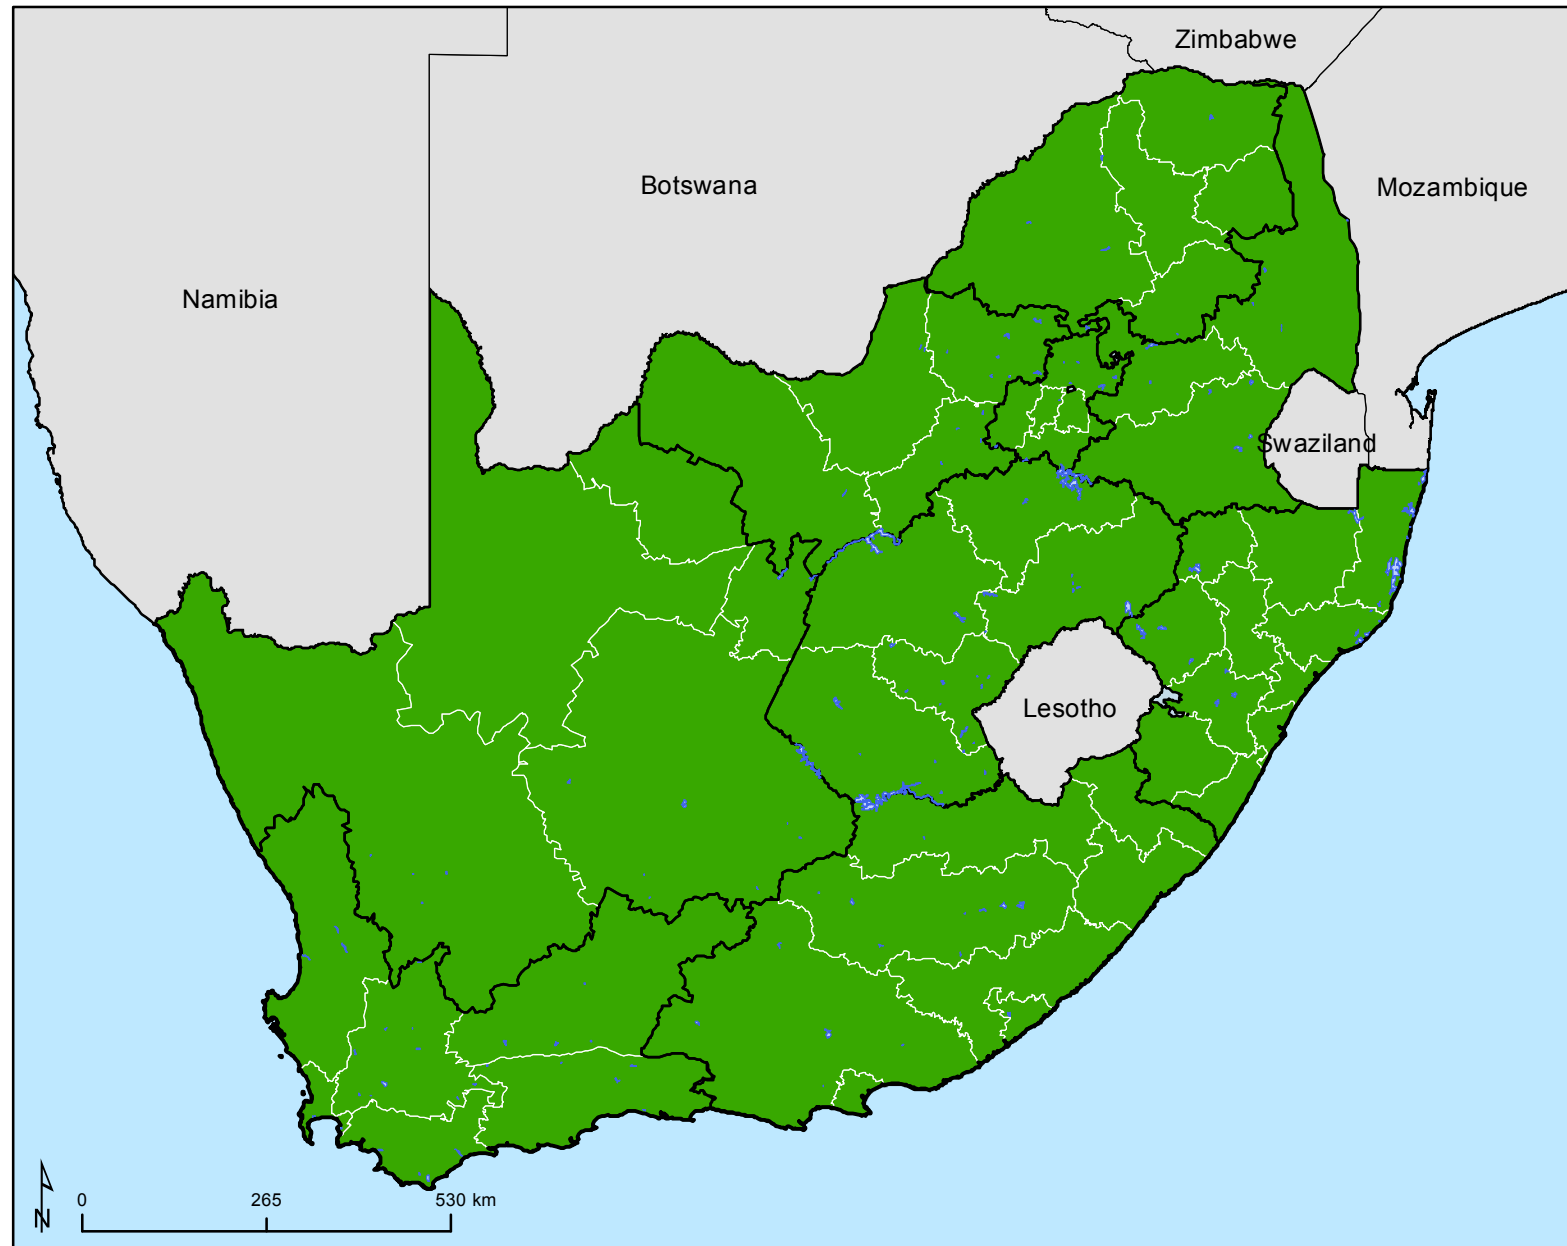 Zimbabwe
Botswana
Mozambique
Namibia
Swaziland
Lesotho
N
0 265 530 km